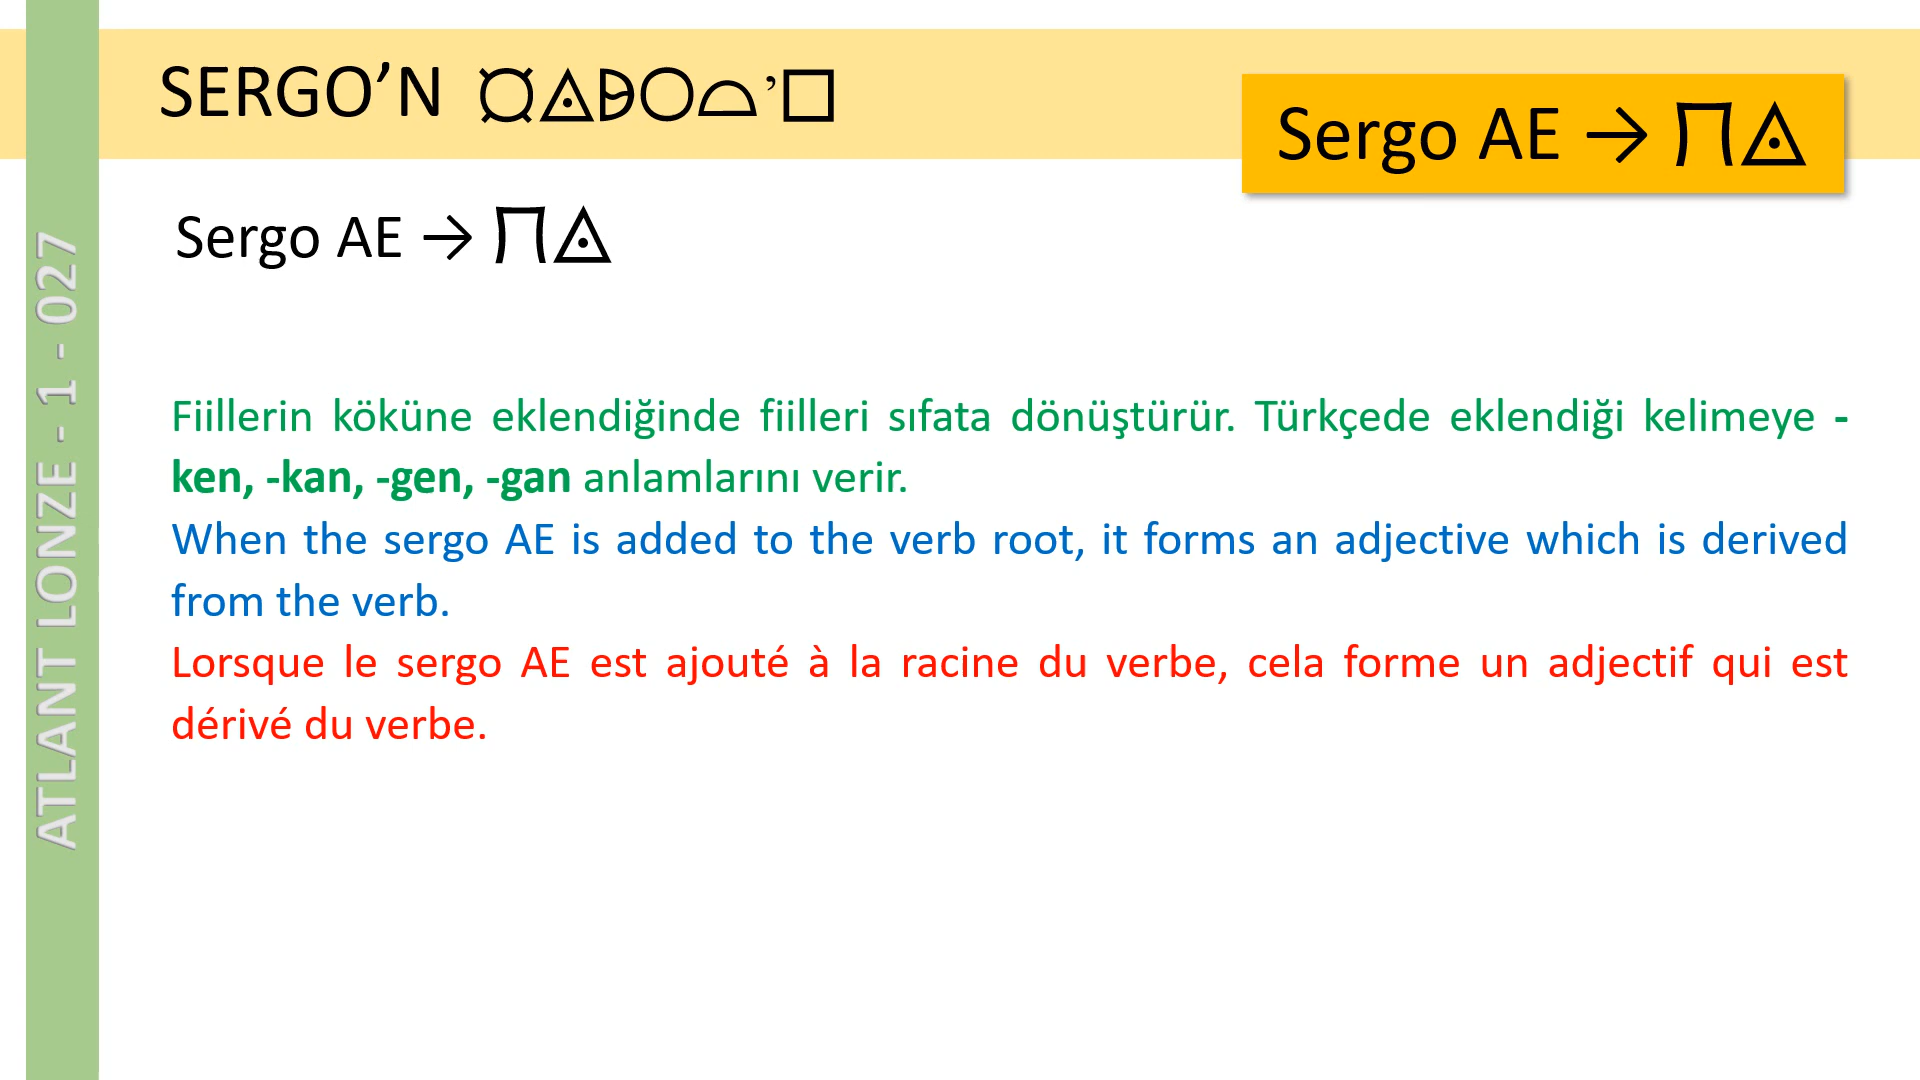 SERGO’N
Sergo AE →
Sergo AE →
Fiillerin köküne eklendiğinde fiilleri sıfata dönüştürür. Türkçede eklendiği kelimeye -
ken, -kan, -gen, -gan anlamlarını verir.
When the sergo AE is added to the verb root, it forms an adjective which is derived
from the verb.
Lorsque le sergo AE est ajouté à la racine du verbe, cela forme un adjectif qui est
dérivé du verbe.
ATLANT LONZE - 1 - 027